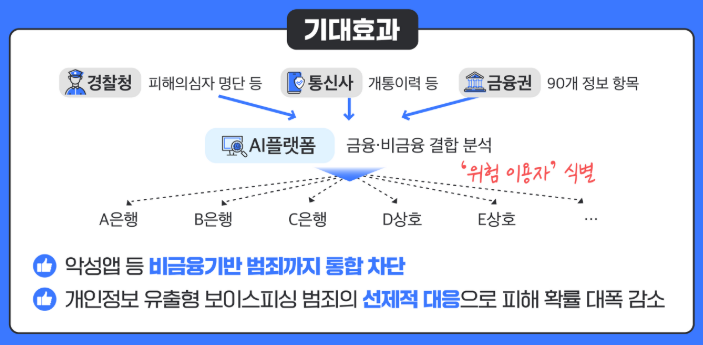 기대효과
경찰청 피해의심자 명단 등 통신사 개통이력 등 금융권 90개 정보 항목
AI플랫폼 금융·비금융 결합 분석
‘위험 이용자’ 식별
A은행 B은행 C은행 D상호 E상호 …
악성앱 등 비금융기반 범죄까지 통합 차단
개인정보 유출형 보이스피싱 범죄의 선제적 대응으로 피해 확률 대폭 감소